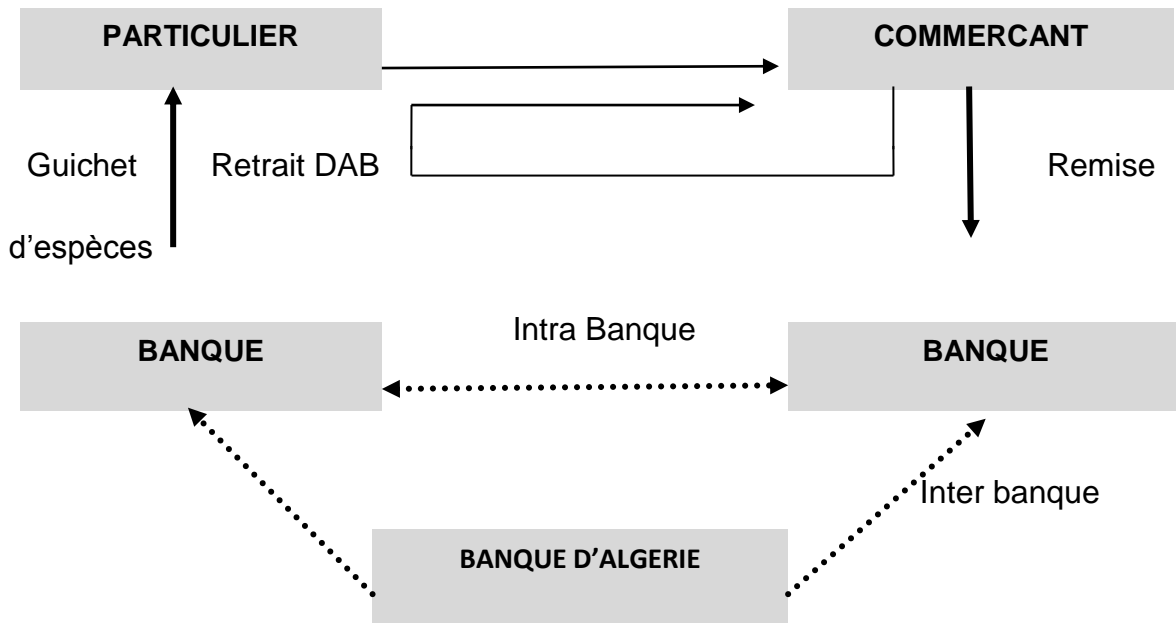 PARTICULIER COMMERCANT
Guichet Retrait DAB Remise
d’espèces
Intra Banque
BANQUE BANQUE
Inter banque
BANQUE D’ALGERIE